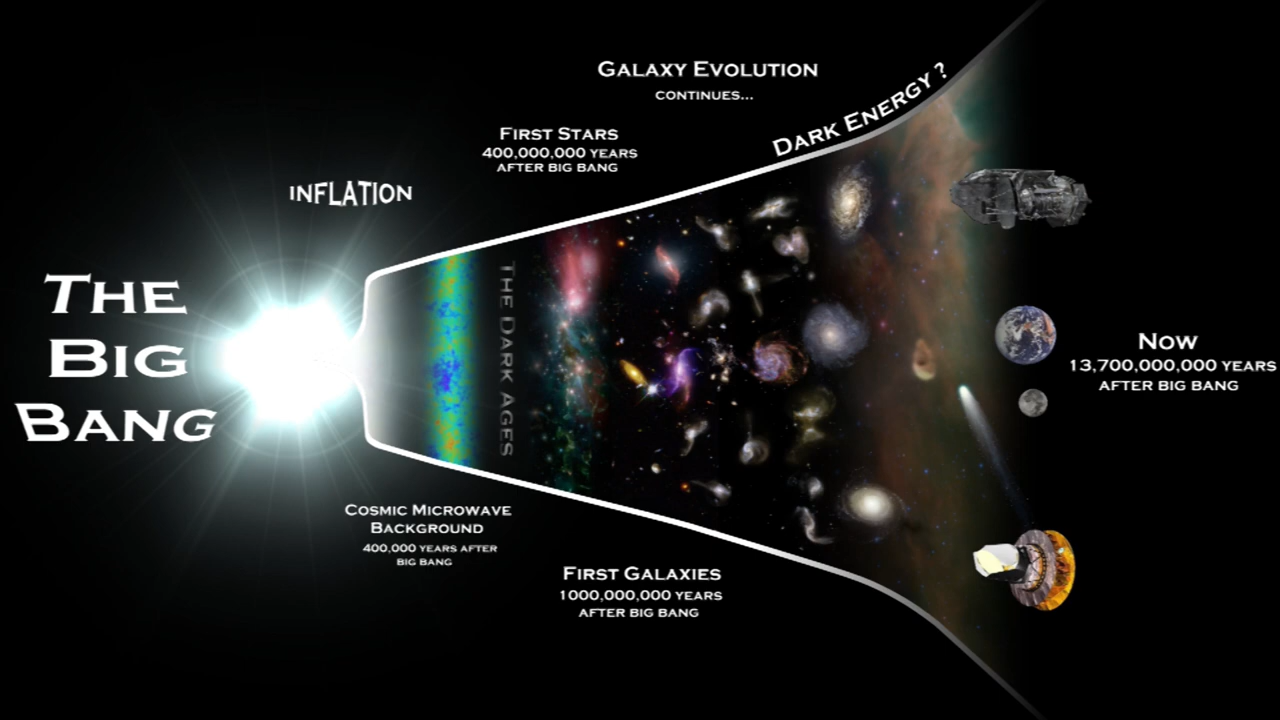 THE
BIG
BANG
INFLATION
COSMIC MICROWAVE
BACKGROUND
400,000 YEARS AFTER
BIG BANG
THE DARK AGES
FIRST STARS
400,000,000 YEARS
AFTER BIG BANG
FIRST GALAXIES
1000,000,000 YEARS
AFTER BIG BANG
GALAXY EVOLUTION
CONTINUES...
DARK ENERGY ?
NOW
13,700,000,000 YEARS
AFTER BIG BANG